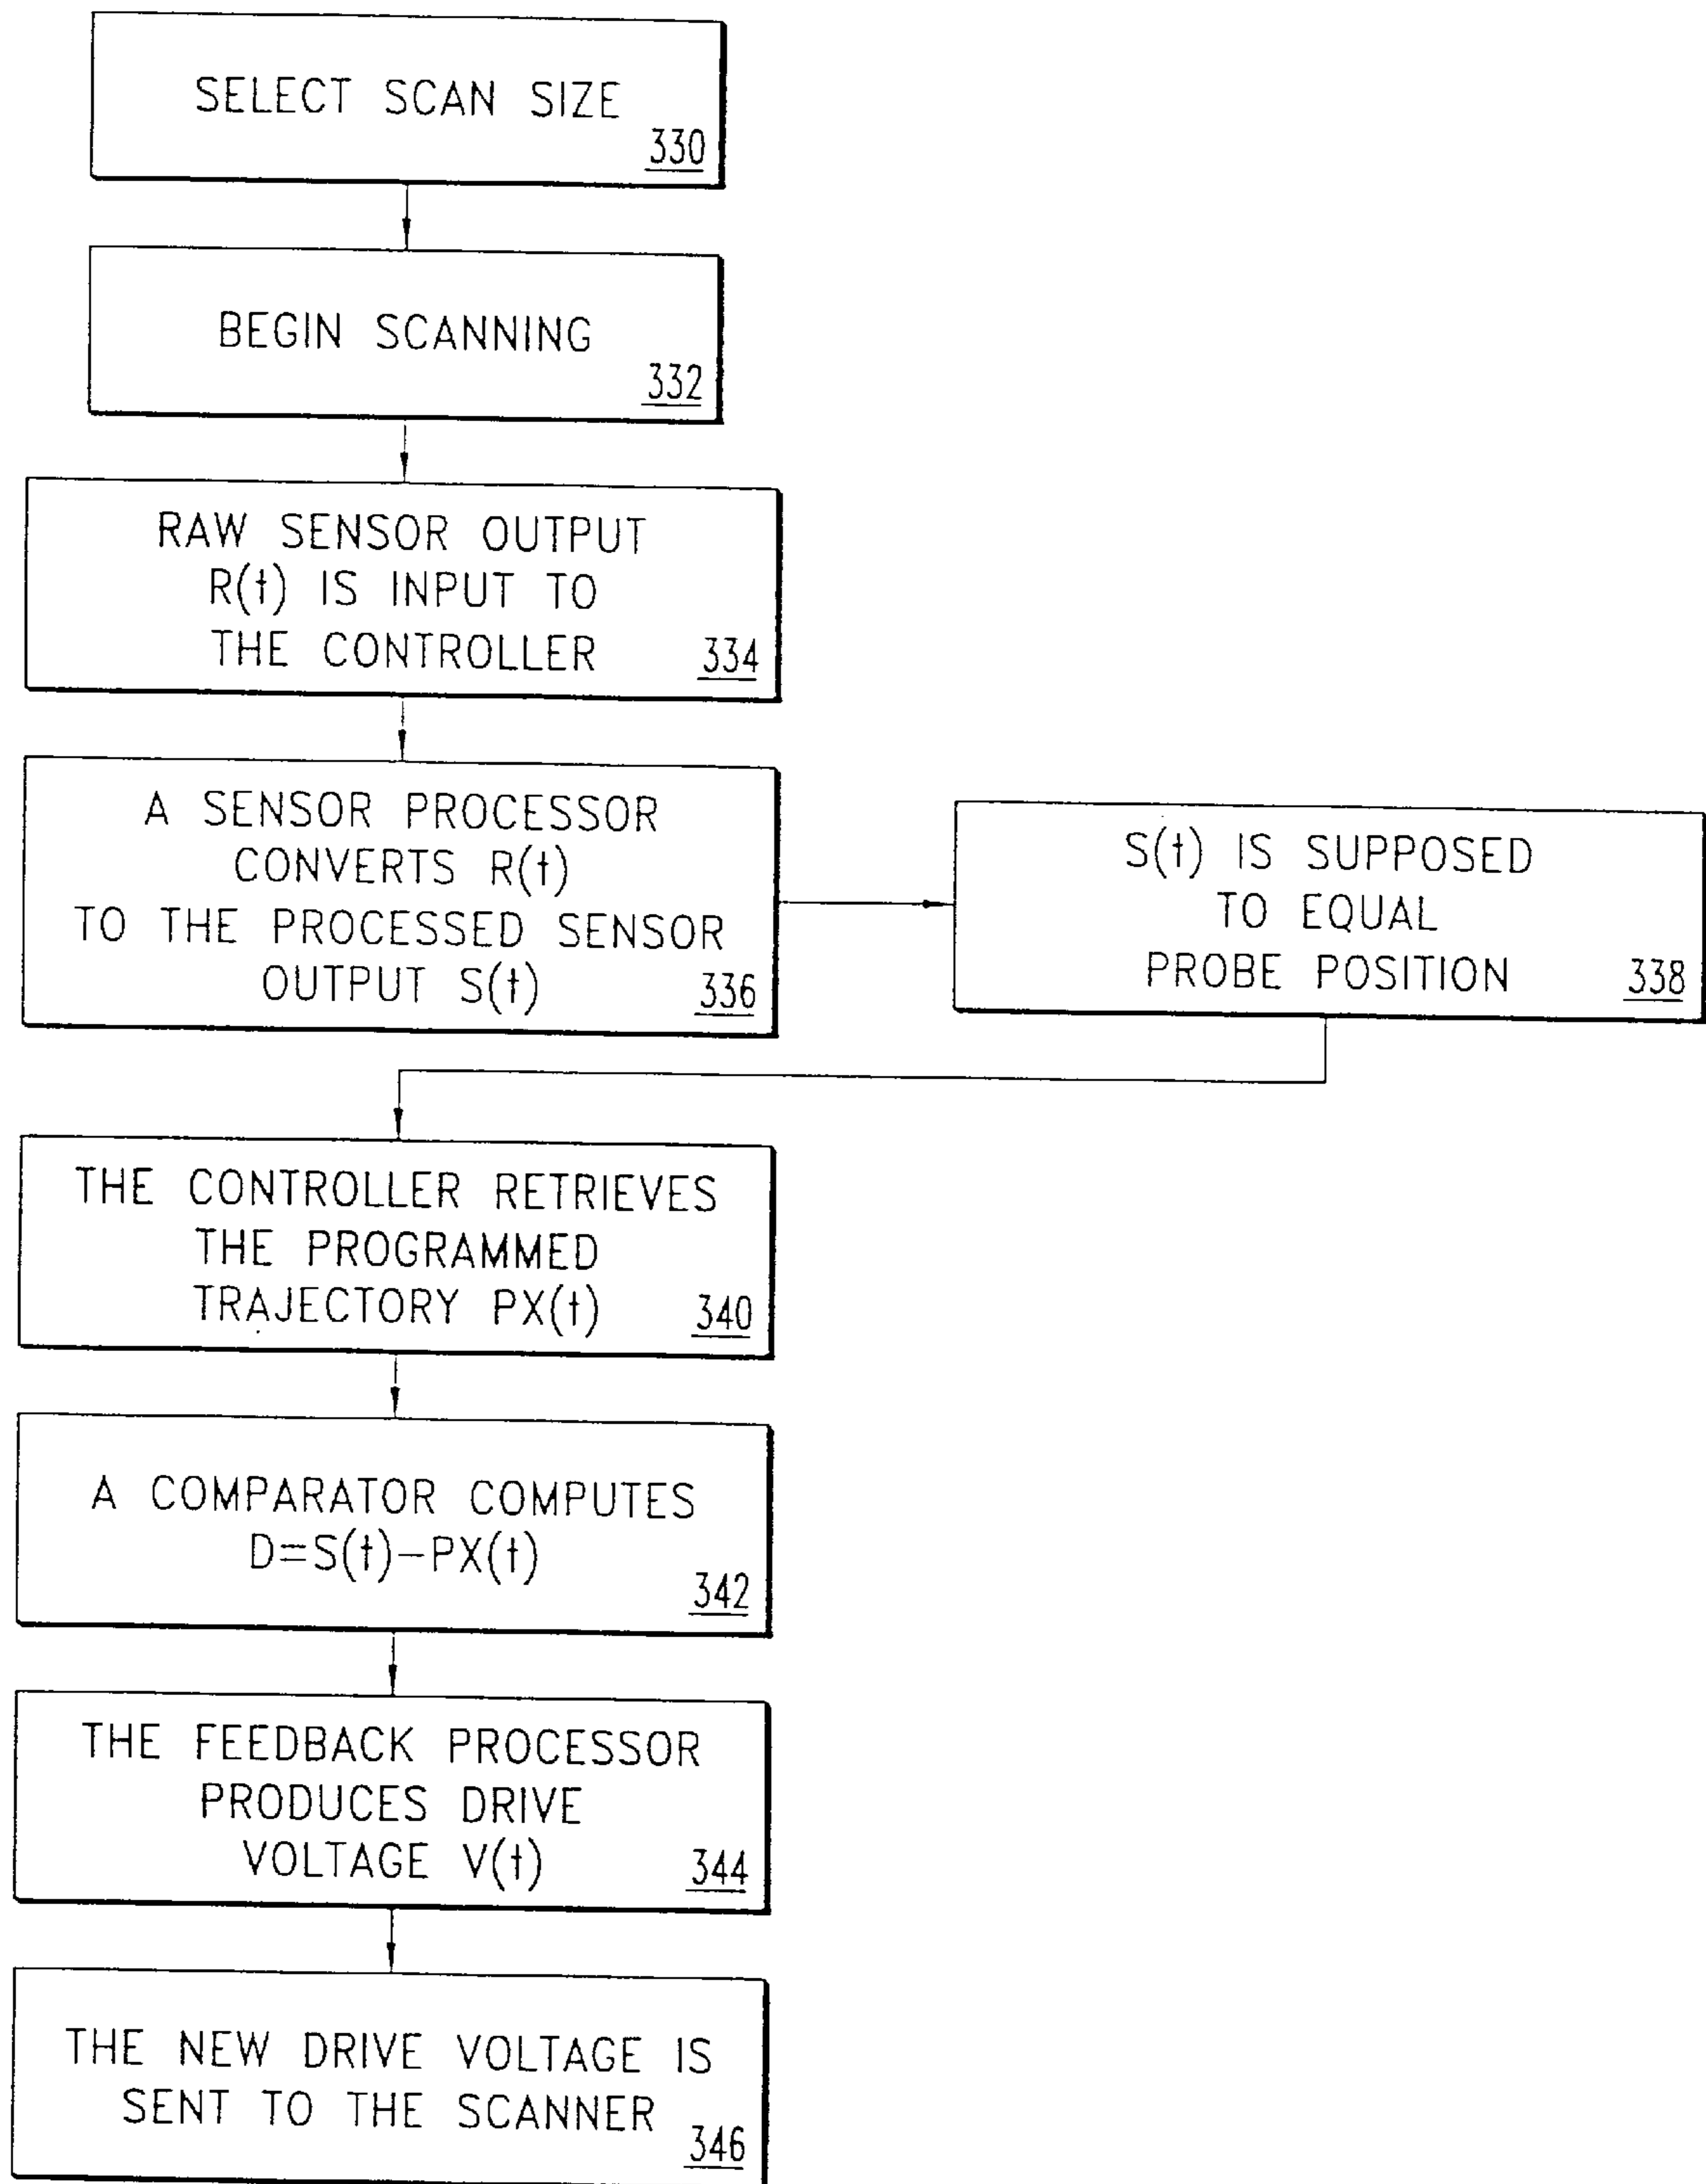 SELECT SCAN SIZE
330
BEGIN SCANNING
332
RAW SENSOR OUTPUT
R(t) IS INPUT TO
THE CONTROLLER
334
A SENSOR PROCESSOR
CONVERTS R(t)
TO THE PROCESSED SENSOR
OUTPUT S(t)
336
S(t) IS SUPPOSED
TO EQUAL
PROBE POSITION
338
THE CONTROLLER RETRIEVES
THE PROGRAMMED
TRAJECTORY PX(t)
340
A COMPARATOR COMPUTES
D=S(t)-PX(t)
342
THE FEEDBACK PROCESSOR
PRODUCES DRIVE
VOLTAGE V(t)
344
THE NEW DRIVE VOLTAGE IS
SENT TO THE SCANNER
346